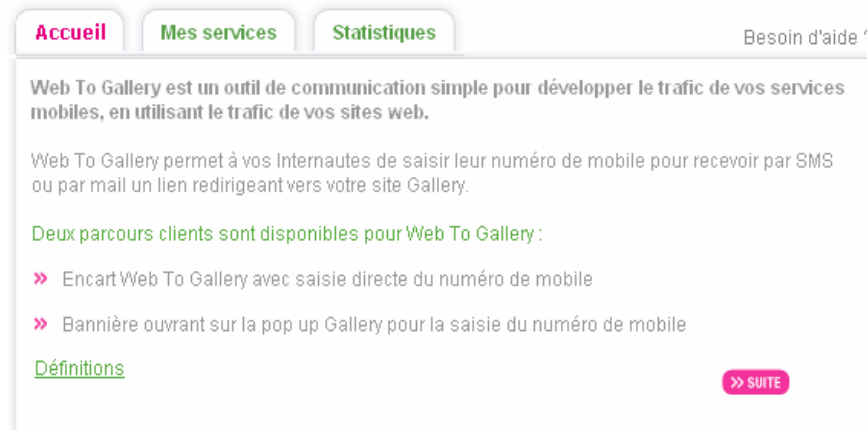 Accueil Mes services Statistiques
Besoin d'aide ?
Web To Gallery est un outil de communication simple pour développer le trafic de vos services
mobiles, en utilisant le trafic de vos sites web.
Web To Gallery permet à vos Internautes de saisir leur numéro de mobile pour recevoir par SMS
ou par mail un lien redirigeant vers votre site Gallery.
Deux parcours clients sont disponibles pour Web To Gallery :
» Encart Web To Gallery avec saisie directe du numéro de mobile
» Bannière ouvrant sur la pop up Gallery pour la saisie du numéro de mobile
Définitions
» SUITE